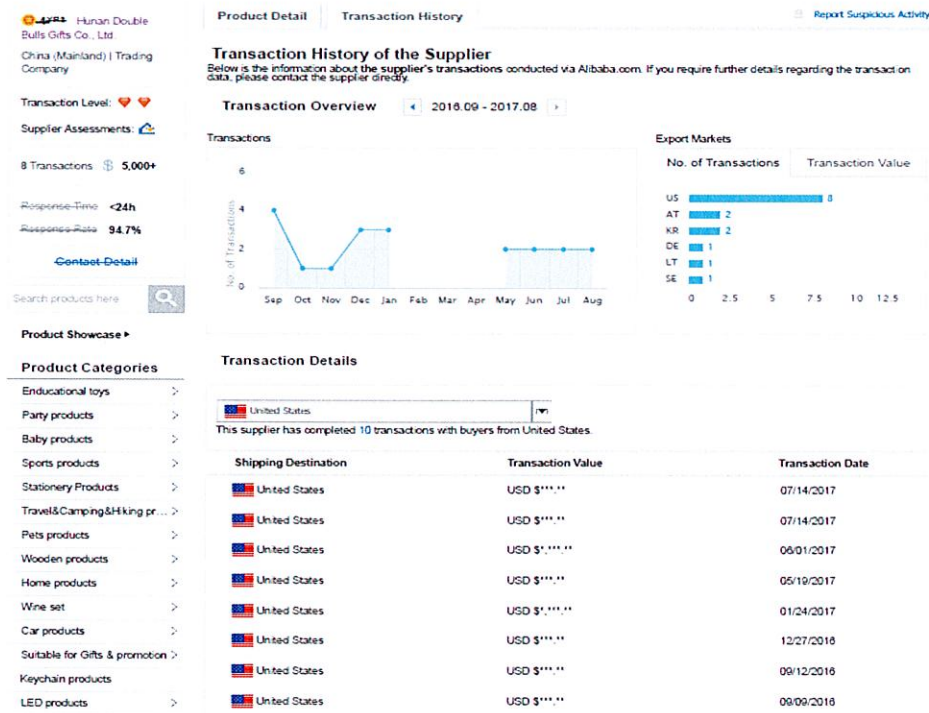 4YRS Hunan Double
Bulls Gifts Co., Ltd.
China (Mainland) | Trading
Company
Transaction Level:
Supplier Assessments:
8 Transactions $ 5,000+
Response Time <24h
Response Rate 94.7%
Contact Detail
Search products here
Product Showcase
Product Categories
Enducational toys
Party products
Baby products
Sports products
Stationery Products
Travel&Camping&Hiking pr...
Pets products
Wooden products
Home products
Wine set
Car products
Suitable for Gifts & promotion
Keychain products
LED products
Product Detail Transaction History
Report Suspicious Activity
Transaction History of the Supplier
Below is the information about the supplier's transactions conducted via Alibaba.com. If you require further details regarding the transaction
data, please contact the supplier directly.
Transaction Overview 2016.09 - 2017.08
Transactions
No. of Transactions
6
4
2
0
Sep Oct Nov Dec Jan Feb Mar Apr May Jun Jul Aug
Export Markets
No. of Transactions Transaction Value
US 8
AT 2
KR 2
DE 1
LT 1
SE 1
0 2.5 5 7.5 10 12.5
Transaction Details
United States
This supplier has completed 10 transactions with buyers from United States.
Shipping Destination Transaction Value Transaction Date
United States USD $***.** 07/14/2017
United States USD $***.** 07/14/2017
United States USD $*,***.** 06/01/2017
United States USD $***.** 05/19/2017
United States USD $*,***.** 01/24/2017
United States USD $***.** 12/27/2016
United States USD $***.** 09/12/2016
United States USD $***.** 09/09/2016